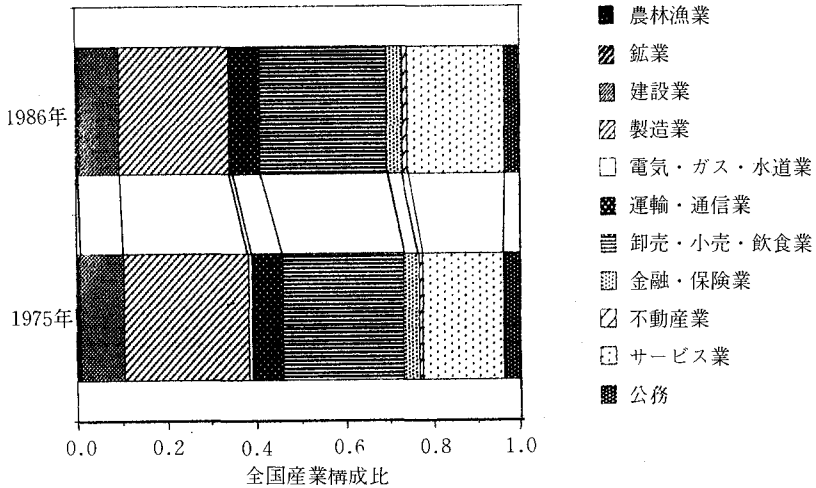 1986年
1975年
0.0 0.2 0.4 0.6 0.8 1.0
全国産業構成比
農林漁業
鉱業
建設業
製造業
電気・ガス・水道業
運輸・通信業
卸売・小売・飲食業
金融・保険業
不動産業
サービス業
公務